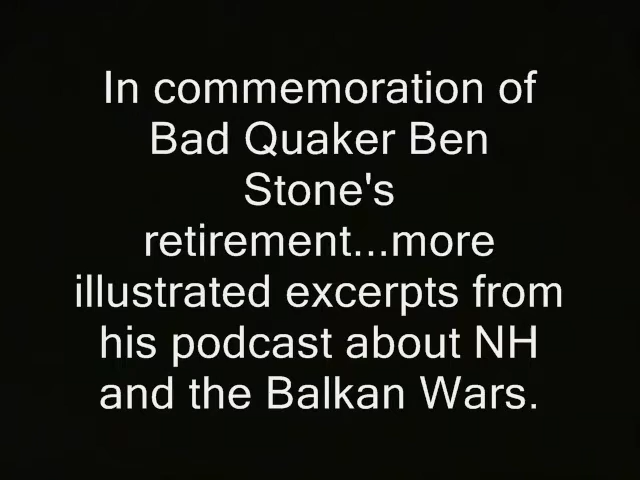 In commemoration of
Bad Quaker Ben
Stone's
retirement...more
illustrated excerpts from
his podcast about NH
and the Balkan Wars.